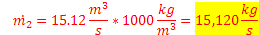 ṁ₂ = 15.12 m³/s * 1000 kg/m³ = 15,120 kg/s